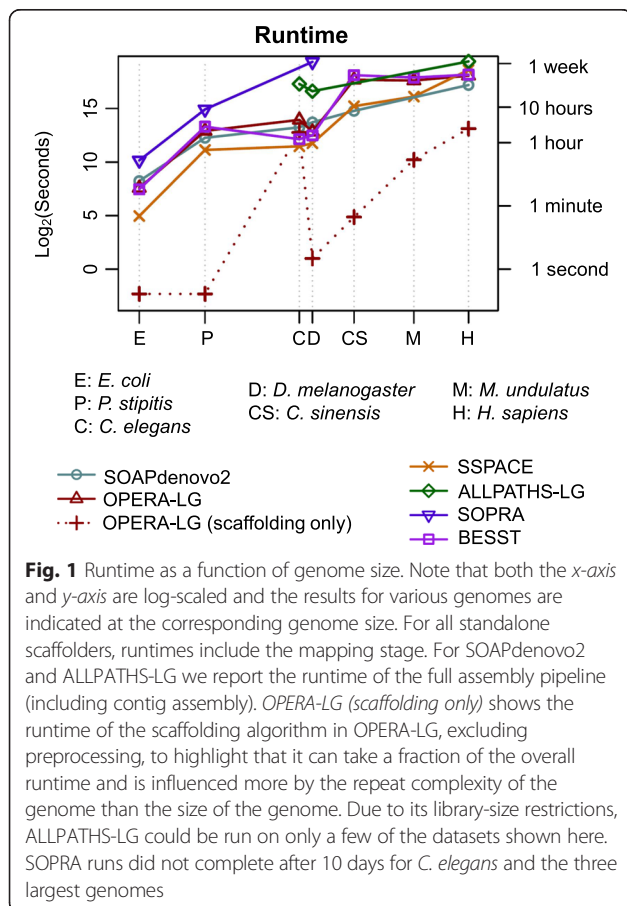 Runtime
Log2(Seconds)
15
10
5
0
1 week
10 hours
1 hour
1 minute
1 second
E
P
C
D
CS
M
H
E: E. coli
P: P. stipitis
C: C. elegans
D: D. melanogaster
CS: C. sinensis
M: M. undulatus
H: H. sapiens
SOAPdenovo2
OPERA-LG
OPERA-LG (scaffolding only)
SSPACE
ALLPATHS-LG
SOPRA
BESST
Fig. 1 Runtime as a function of genome size. Note that both the x-axis
and y-axis are log-scaled and the results for various genomes are
indicated at the corresponding genome size. For all standalone
scaffolders, runtimes include the mapping stage. For SOAPdenovo2
and ALLPATHS-LG we report the runtime of the full assembly pipeline
(including contig assembly). OPERA-LG (scaffolding only) shows the
runtime of the scaffolding algorithm in OPERA-LG, excluding
preprocessing, to highlight that it can take a fraction of the overall
runtime and is influenced more by the repeat complexity of the
genome than the size of the genome. Due to its library-size restrictions,
ALLPATHS-LG could be run on only a few of the datasets shown here.
SOPRA runs did not complete after 10 days for C. elegans and the three
largest genomes